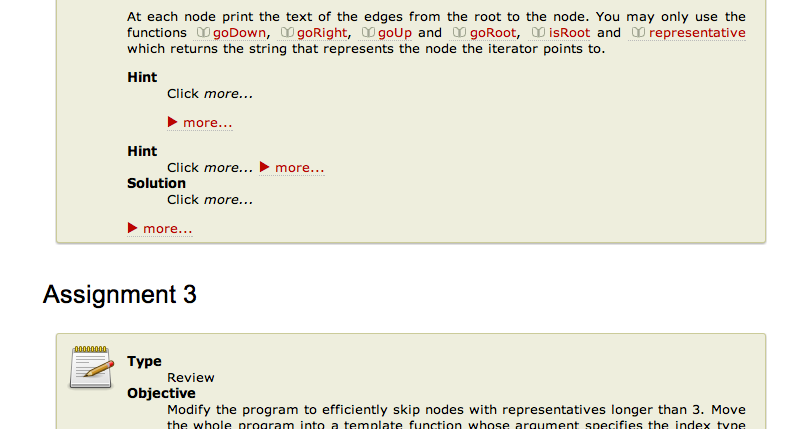 At each node print the text of the edges from the root to the node. You may only use the
functions goDown, goRight, goUp and goRoot, isRoot and representative
which returns the string that represents the node the iterator points to.
Hint
Click more...
▶ more...
Hint
Click more... ▶ more...
Solution
Click more...
▶ more...
Assignment 3
Type
Review
Objective
Modify the program to efficiently skip nodes with representatives longer than 3. Move
the whole program into a template function whose argument specifies the index type